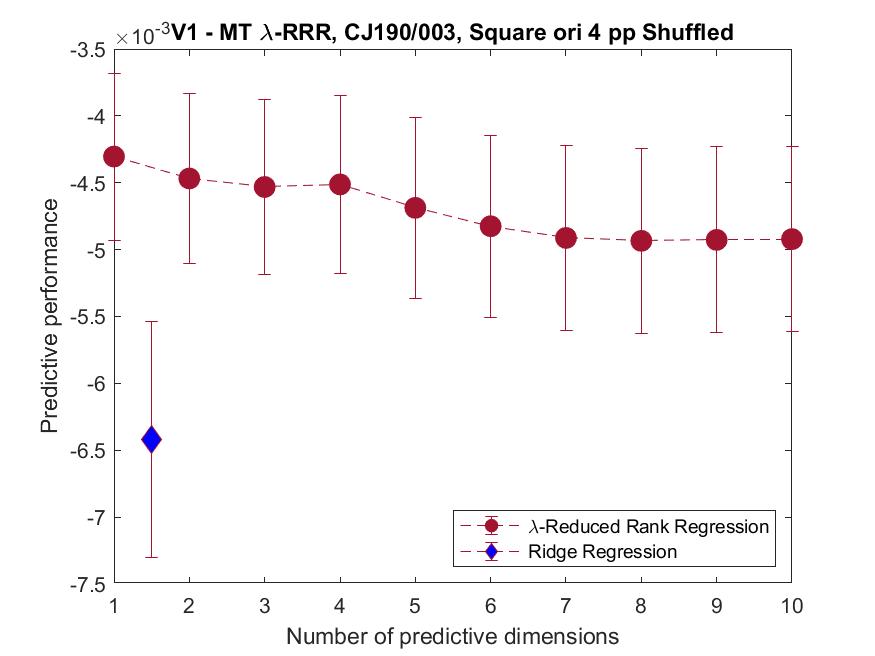 ×10⁻³
V1 - MT λ-RRR, CJ190/003, Square ori 4 pp Shuffled
-3.5
-4
-4.5
-5
-5.5
-6
-6.5
-7
-7.5
Predictive performance
1 2 3 4 5 6 7 8 9 10
Number of predictive dimensions
λ-Reduced Rank Regression
Ridge Regression